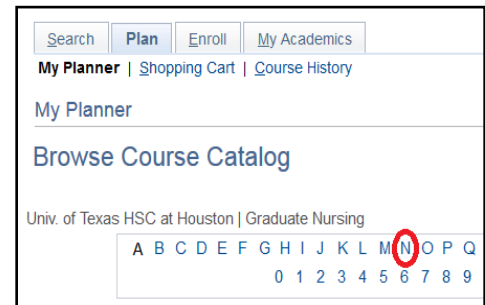 Search Plan Enroll My Academics
My Planner | Shopping Cart | Course History
My Planner
Browse Course Catalog
Univ. of Texas HSC at Houston | Graduate Nursing
A B C D E F G H I J K L M N O P Q
0 1 2 3 4 5 6 7 8 9